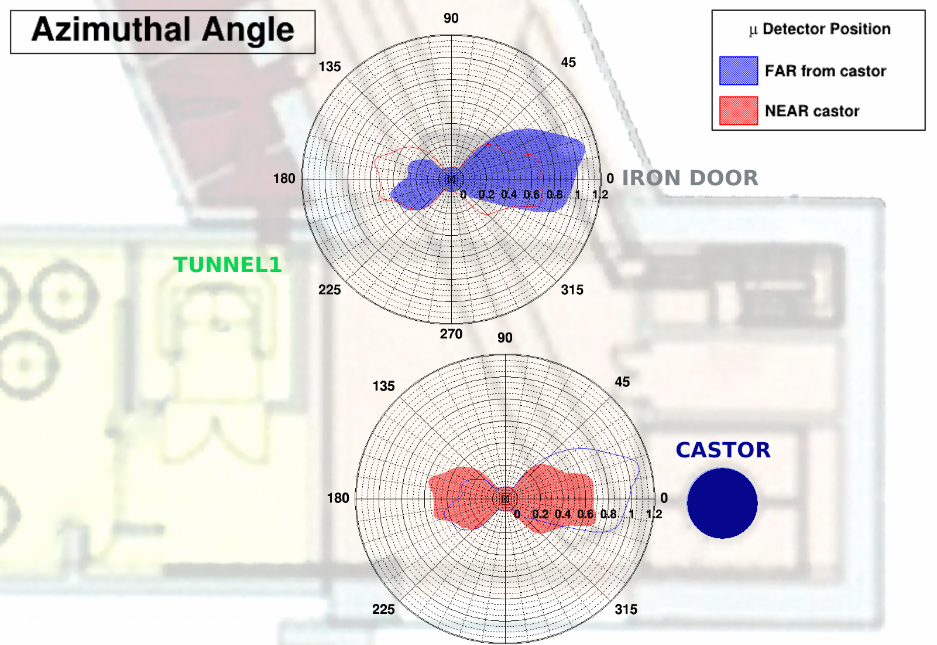 Azimuthal Angle
μ Detector Position
FAR from castor
NEAR castor
90
135
45
180
0
0 0.2 0.4 0.6 0.8 1 1.2
IRON DOOR
TUNNEL1
225
315
270
90
135
45
CASTOR
180
0
0 0.2 0.4 0.6 0.8 1 1.2
225
315